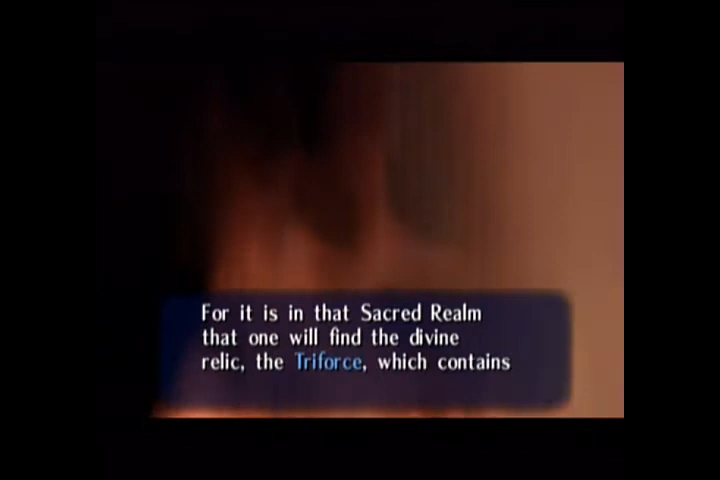 For it is in that Sacred Realm
that one will find the divine
relic, the Triforce, which contains